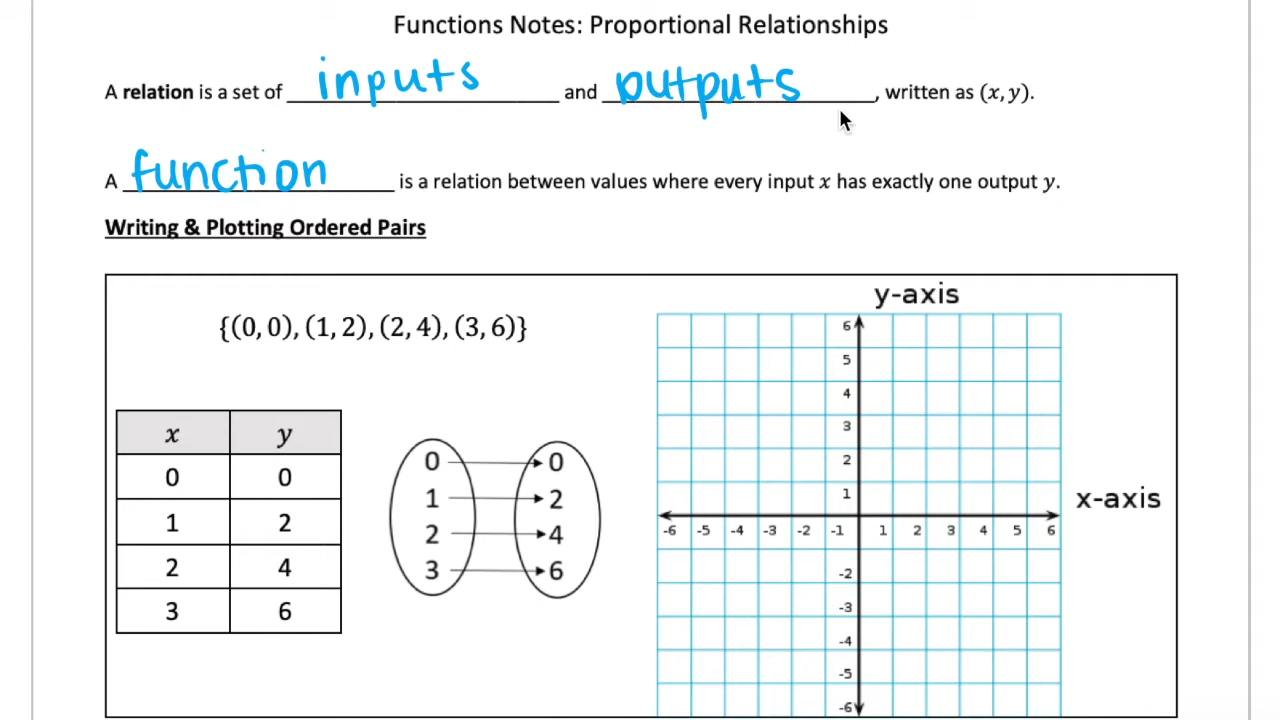 Functions Notes: Proportional Relationships
A relation is a set of inputs and outputs, written as (x, y).
A function is a relation between values where every input x has exactly one output y.
Writing & Plotting Ordered Pairs
{(0, 0), (1, 2), (2, 4), (3, 6)}
x y
0 0
1 2
2 4
3 6
0 0
1 2
2 4
3 6
y-axis
6
5
4
3
2
1
x-axis
-6 -5 -4 -3 -2 -1 1 2 3 4 5 6
-2
-3
-4
-5
-6